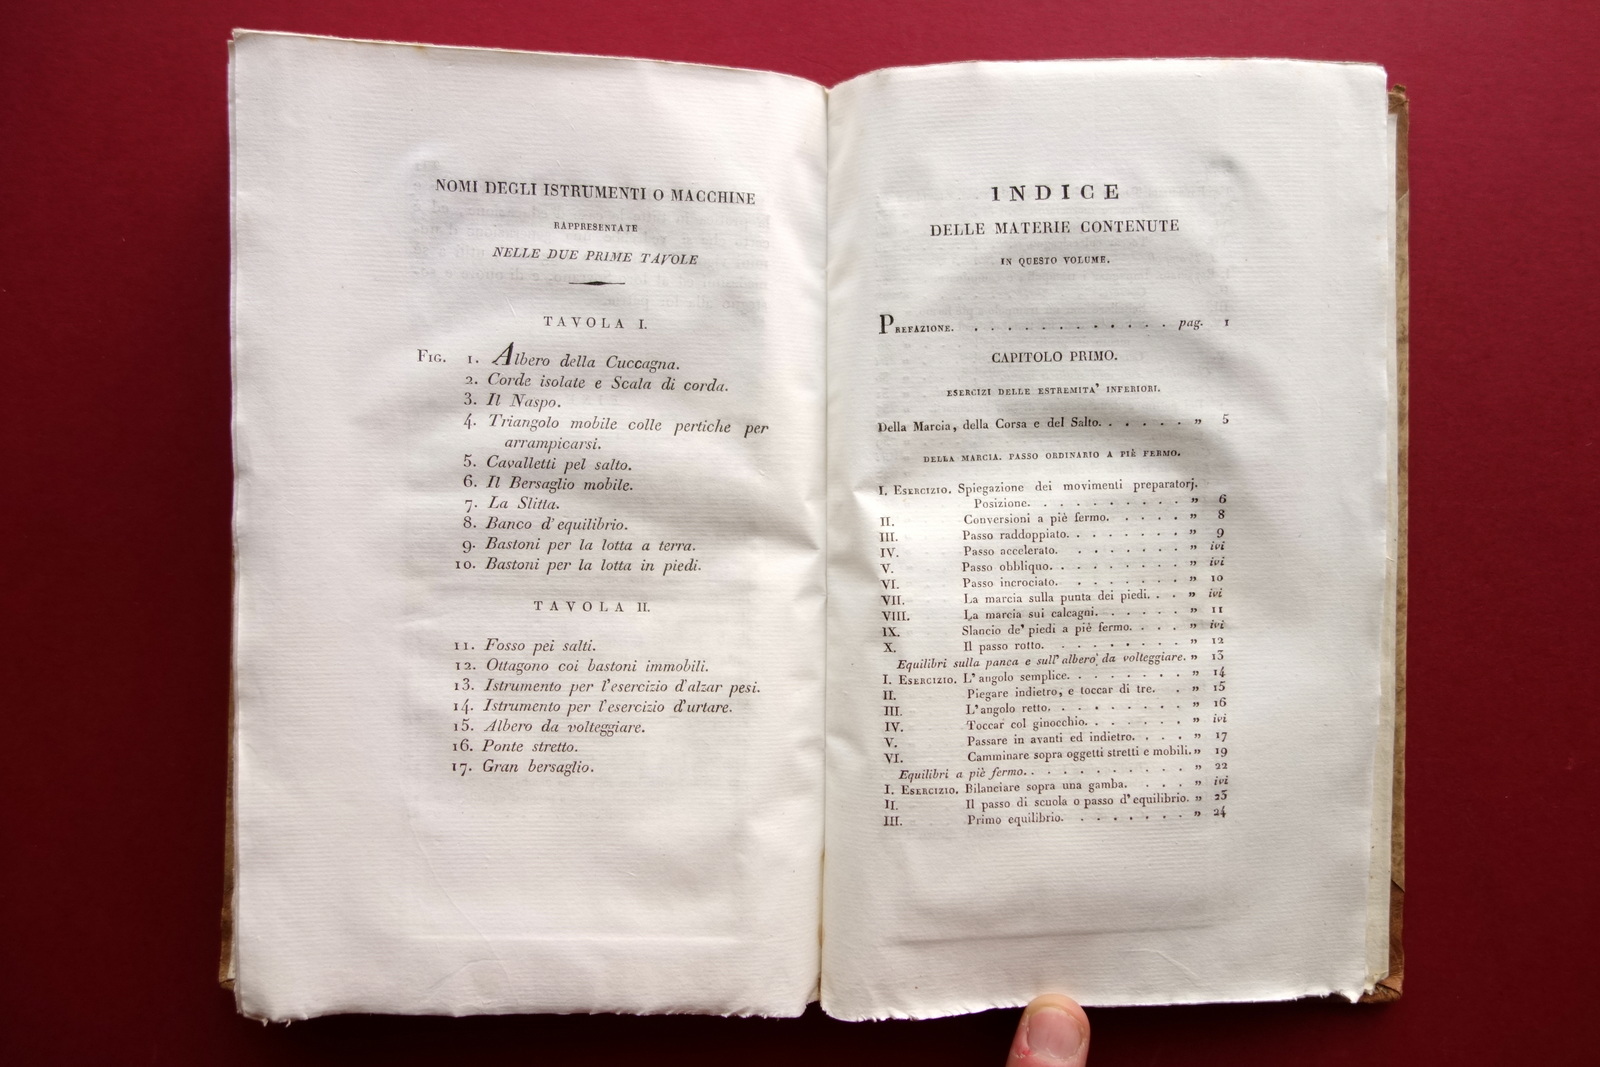 NOMI DEGLI ISTRUMENTI O MACCHINE
RAPPRESENTATE
NELLE DUE PRIME TAVOLE
TAVOLA I.
FIG. 1. Albero della Cuccagna.
2. Corde isolate e Scala di corda.
3. Il Naspo.
4. Triangolo mobile colle pertiche per
arrampicarsi.
5. Cavalletti pel salto.
6. Il Bersaglio mobile.
7. La Slitta.
8. Banco d'equilibrio.
9. Bastoni per la lotta a terra.
10. Bastoni per la lotta in piedi.
TAVOLA II.
11. Fosso pei salti.
12. Ottagono coi bastoni immobili.
13. Istrumento per l'esercizio d'alzar pesi.
14. Istrumento per l'esercizio d'urtare.
15. Albero da volteggiare.
16. Ponte stretto.
17. Gran bersaglio.
INDICE
DELLE MATERIE CONTENUTE
IN QUESTO VOLUME.
PREFAZIONE. . . . . . . . . . . . . pag. 1
CAPITOLO PRIMO.
ESERCIZI DELLE ESTREMITA' INFERIORI.
Della Marcia, della Corsa e del Salto. . . . . . „ 5
DELLA MARCIA. PASSO ORDINARIO A PIÈ FERMO.
I. ESERCIZIO. Spiegazione dei movimenti preparatorj.
Posizione. . . . . . . . . . „ 6
II. Conversioni a piè fermo. . . . . „ 8
III. Passo raddoppiato. . . . . . . „ 9
IV. Passo accelerato. . . . . . . . „ ivi
V. Passo obbliquo. . . . . . . . „ ivi
VI. Passo incrociato. . . . . . . . „ 10
VII. La marcia sulla punta dei piedi. . . „ ivi
VIII. La marcia sui calcagni. . . . . . „ 11
IX. Slancio de' piedi a piè fermo. . . . „ ivi
X. Il passo rotto. . . . . . . . . „ 12
Equilibri sulla panca e sull'albero da volteggiare. „ 13
I. ESERCIZIO. L'angolo semplice. . . . . . . . „ 14
II. Piegare indietro, e toccar di tre. . . „ 15
III. L'angolo retto. . . . . . . . „ 16
IV. Toccar col ginocchio. . . . . . . „ ivi
V. Passare in avanti ed indietro. . . . „ 17
VI. Camminare sopra oggetti stretti e mobili. „ 19
Equilibri a piè fermo. . . . . . . . . . „ 22
I. ESERCIZIO. Bilanciare sopra una gamba. . . . „ ivi
II. Il passo di scuola o passo d'equilibrio. „ 23
III. Primo equilibrio. . . . . . . . „ 24